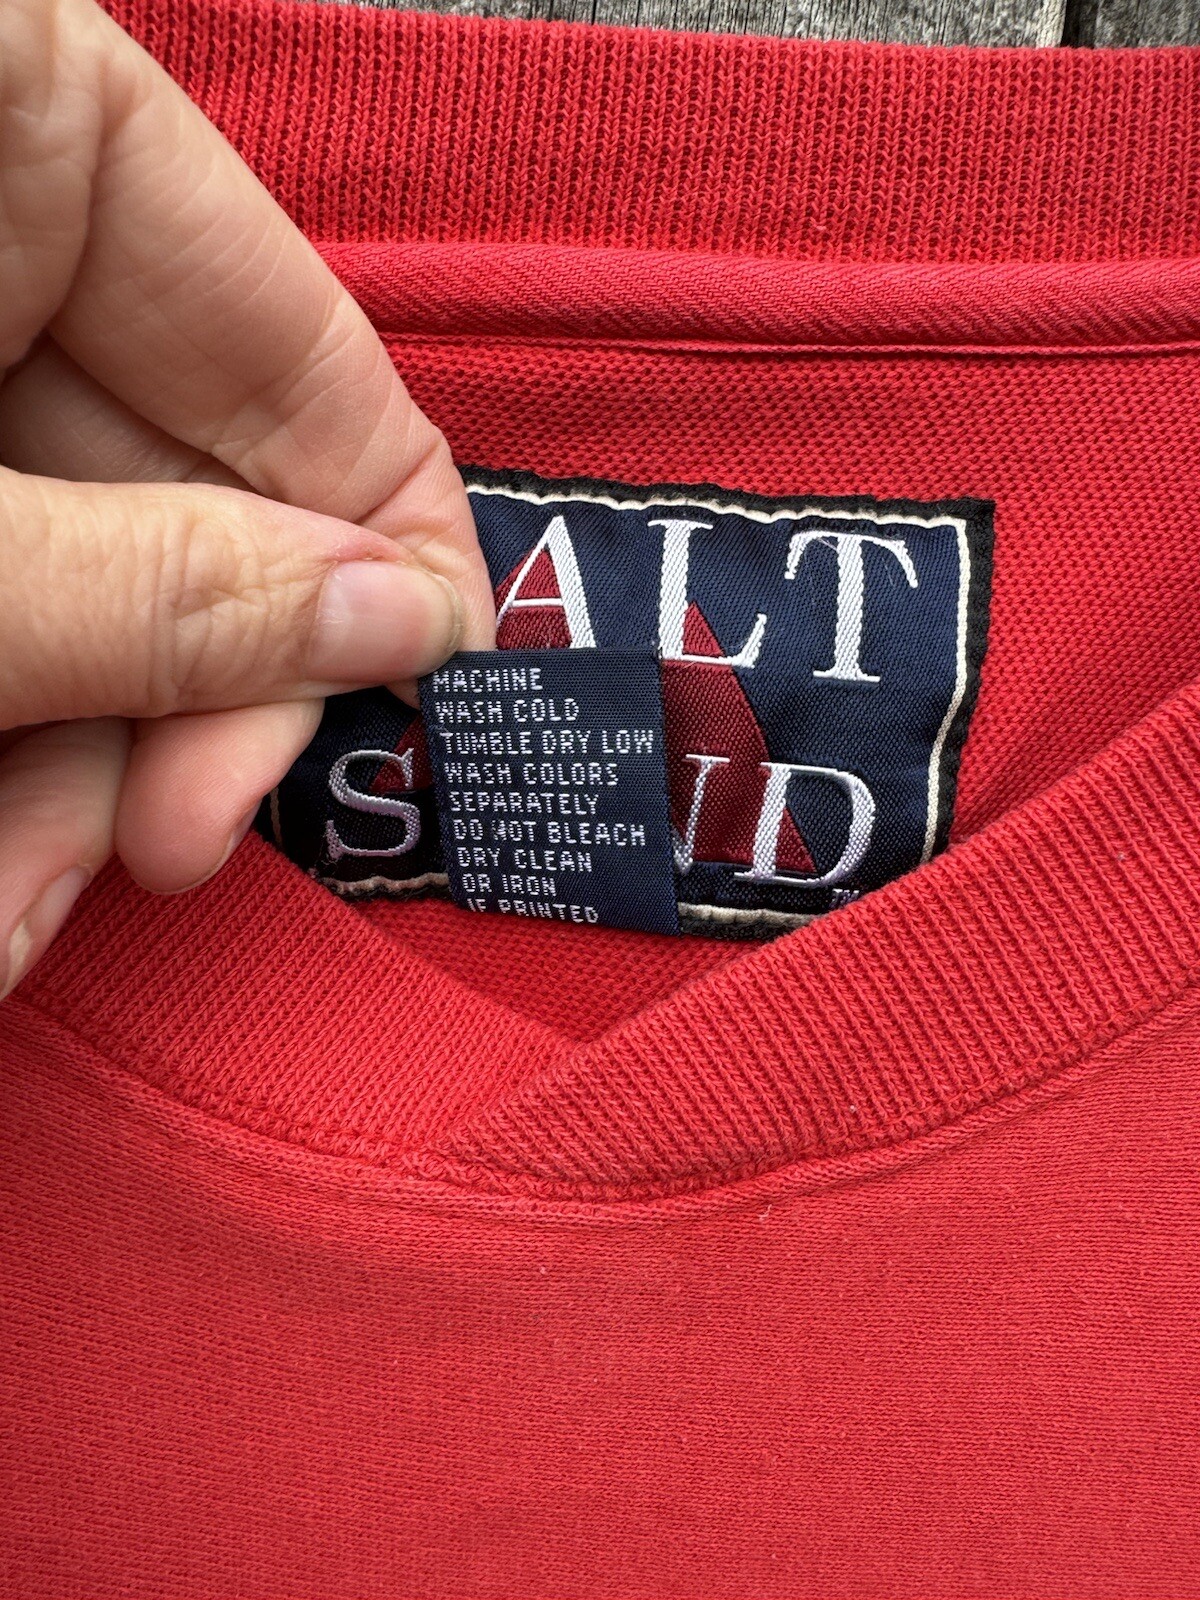 ALT
MACHINE
WASH COLD
TUMBLE DRY LOW
WASH COLORS
SEPARATELY
DO NOT BLEACH
DRY CLEAN
OR IRON
IF PRINTED
S ND™